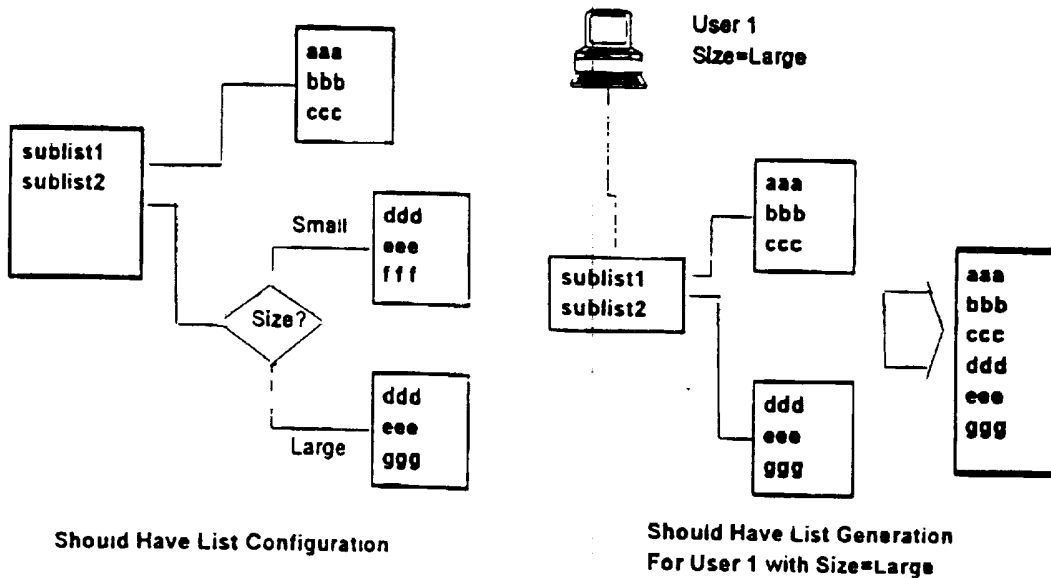 aaa
bbb
ccc
sublist1
sublist2
Small
ddd
eee
fff
Size?
Large
ddd
eee
ggg
Should Have List Configuration
User 1
Size=Large
aaa
bbb
ccc
sublist1
sublist2
ddd
eee
ggg
aaa
bbb
ccc
ddd
eee
ggg
Should Have List Generation
For User 1 with Size=Large